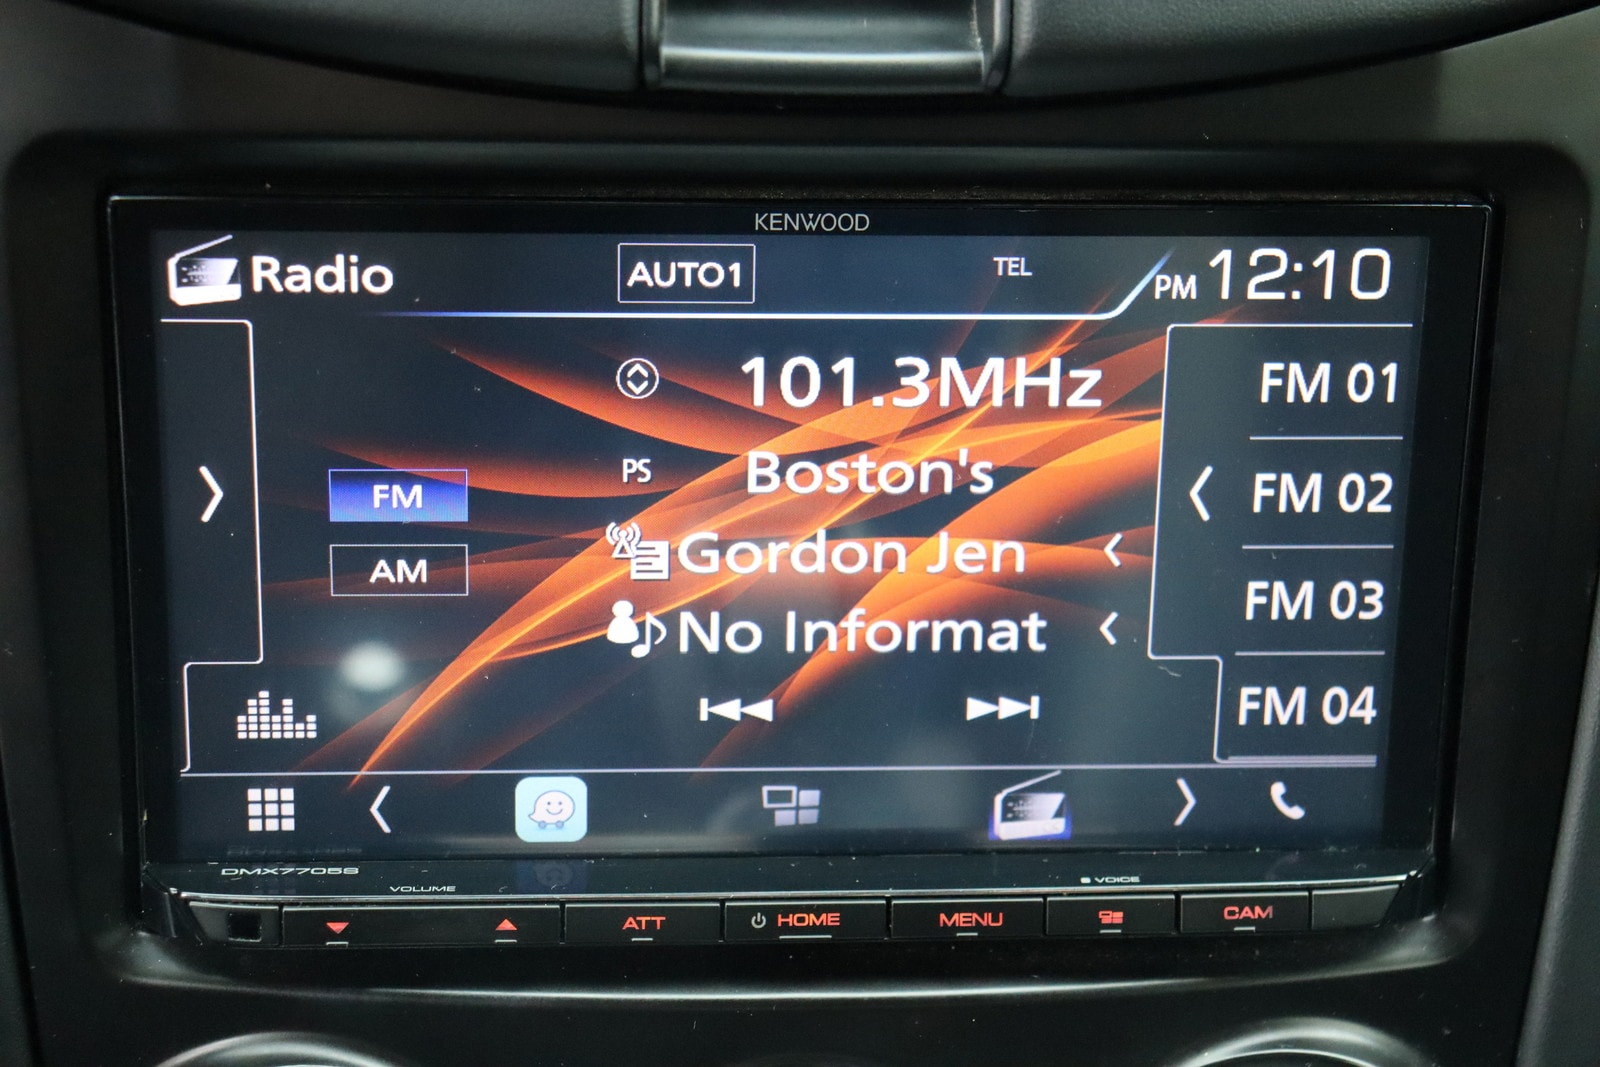 KENWOOD
Radio
AUTO1
TEL
PM 12:10
101.3MHz
FM 01
PS Boston's
FM
FM 02
Gordon Jen
AM
FM 03
No Informat
FM 04
DMX7705S
VOLUME
VOICE
ATT
HOME
MENU
CAM